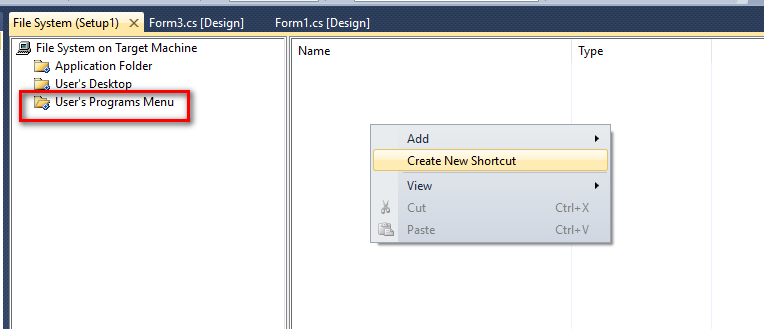 File System (Setup1) Form3.cs [Design] Form1.cs [Design]
File System on Target Machine
Application Folder
User's Desktop
User's Programs Menu
Name Type
Add
Create New Shortcut
View
Cut Ctrl+X
Paste Ctrl+V